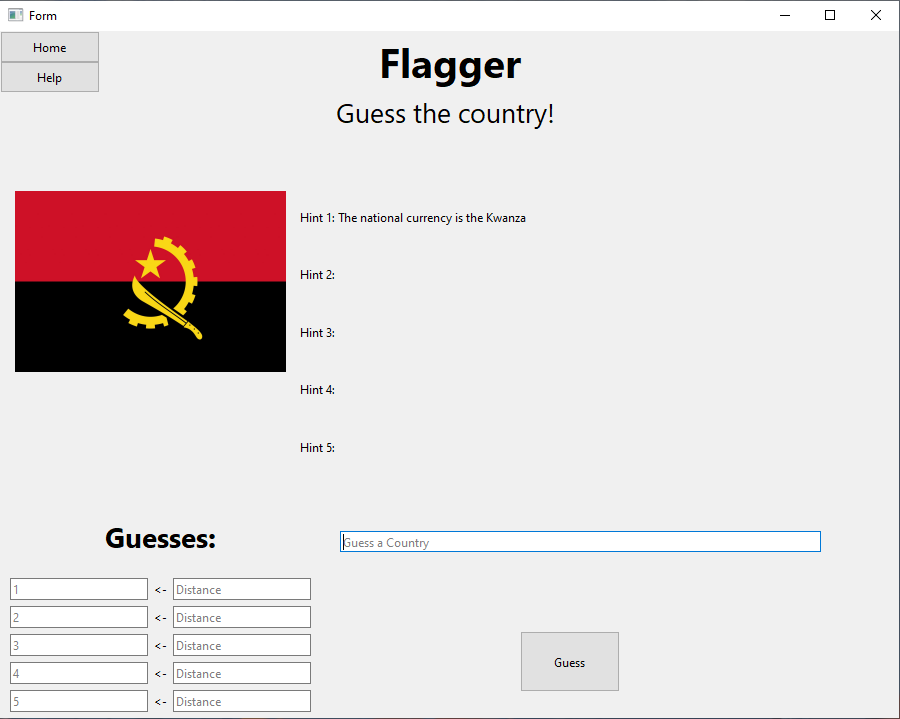 Form
Home
Help
Flagger
Guess the country!
Hint 1: The national currency is the Kwanza
Hint 2:
Hint 3:
Hint 4:
Hint 5:
Guesses:
Guess a Country
1 <- Distance
2 <- Distance
3 <- Distance
4 <- Distance
5 <- Distance
Guess